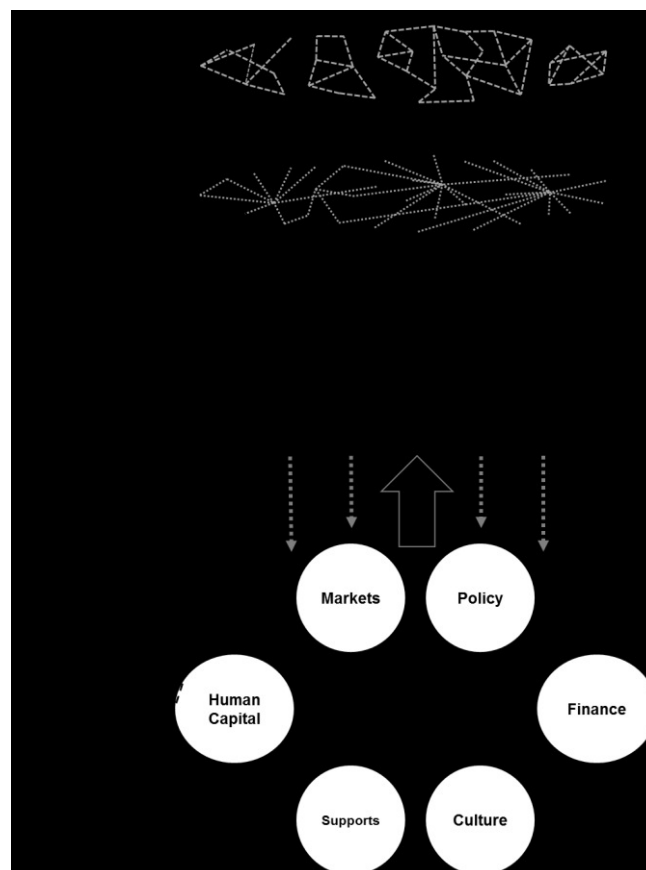 Markets
Policy
Human
Capital
Finance
Supports
Culture